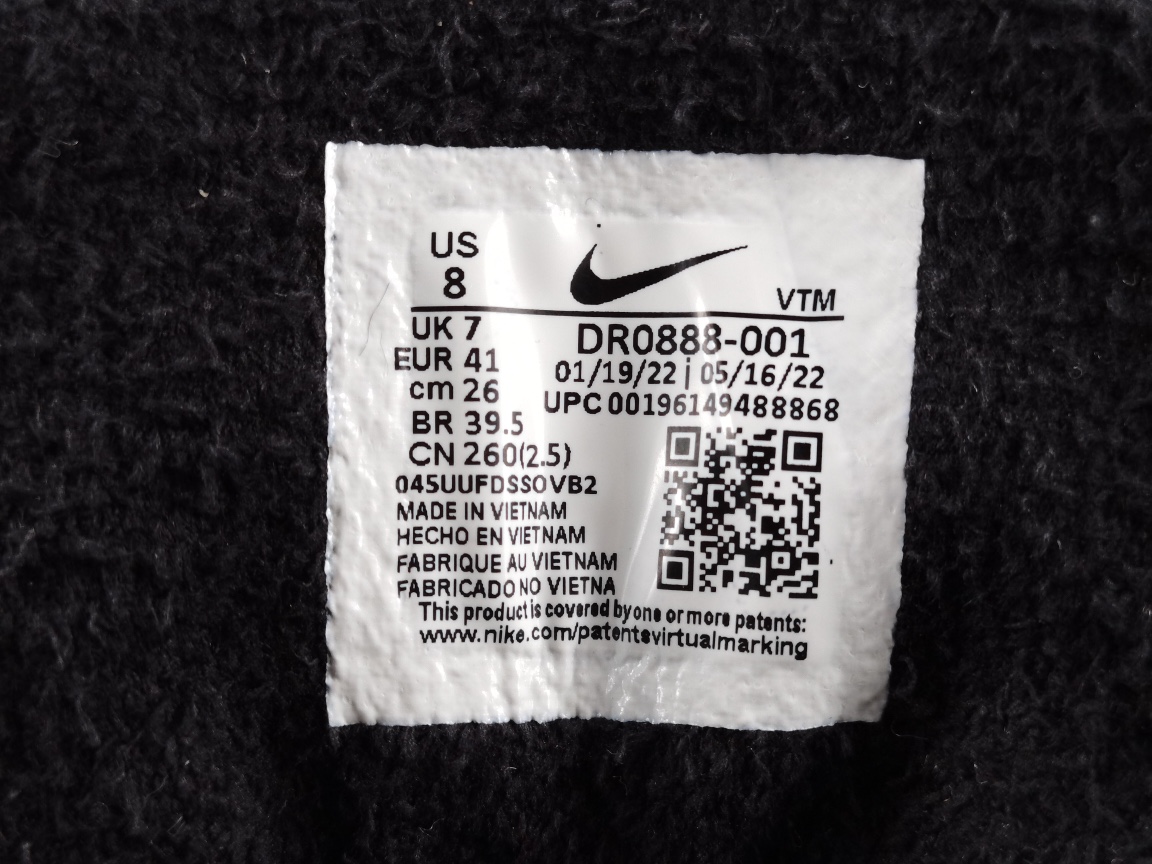 US
8
VTM
UK 7
EUR 41
cm 26
BR 39.5
CN 260(2.5)
DR0888-001
01/19/22 | 05/16/22
UPC 00196149488868
045UUFDSSOVB2
MADE IN VIETNAM
HECHO EN VIETNAM
FABRIQUE AU VIETNAM
FABRICADO NO VIETNA
This product is covered by one or more patents:
www.nike.com/patentsvirtualmarking